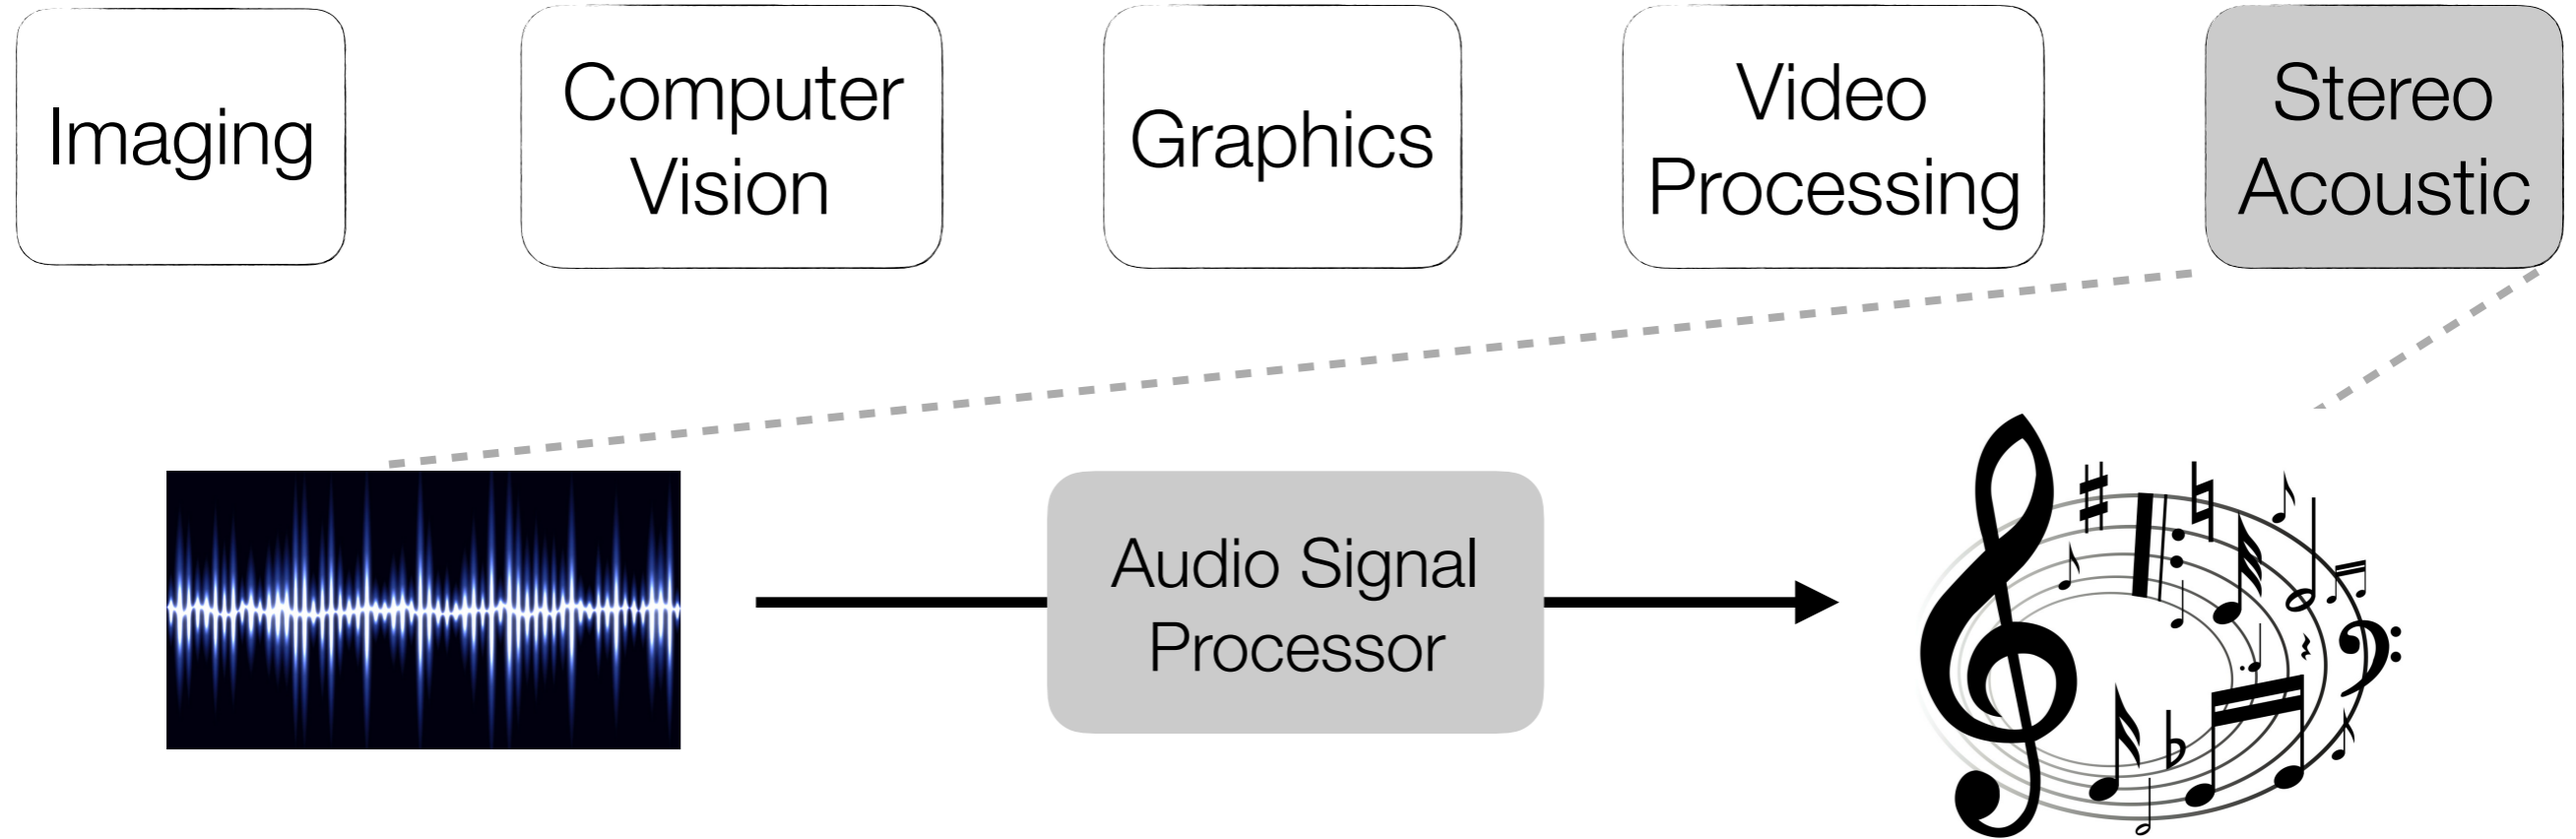 Imaging
Computer
Vision
Graphics
Video
Processing
Stereo
Acoustic
Audio Signal
Processor